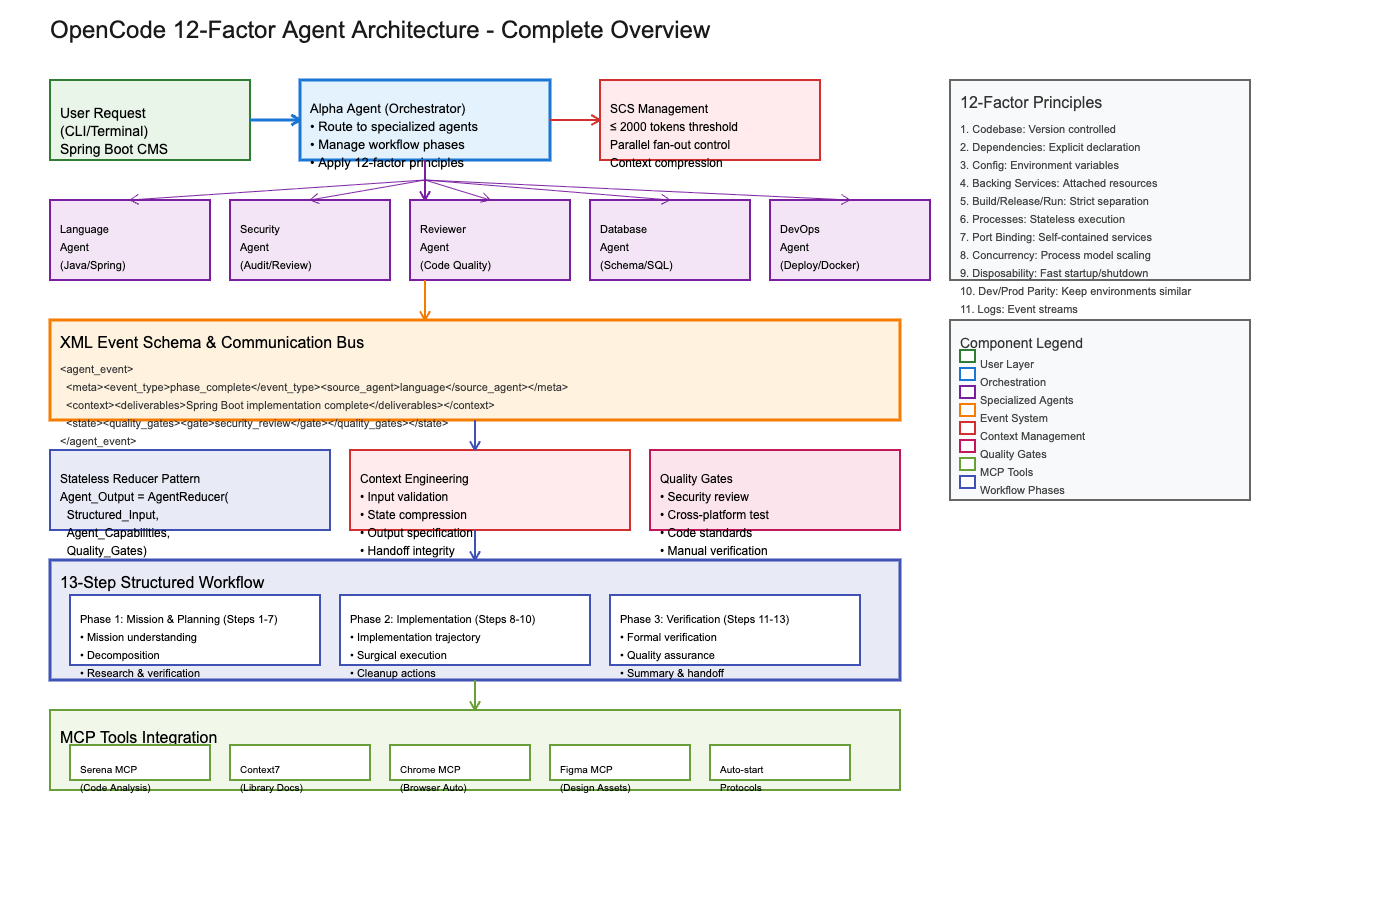 OpenCode 12-Factor Agent Architecture - Complete Overview
User Request
(CLI/Terminal)
Spring Boot CMS
Alpha Agent (Orchestrator)
• Route to specialized agents
• Manage workflow phases
• Apply 12-factor principles
SCS Management
≤ 2000 tokens threshold
Parallel fan-out control
Context compression
Language
Agent
(Java/Spring)
Security
Agent
(Audit/Review)
Reviewer
Agent
(Code Quality)
Database
Agent
(Schema/SQL)
DevOps
Agent
(Deploy/Docker)
XML Event Schema & Communication Bus
<agent_event>
<meta><event_type>phase_complete</event_type><source_agent>language</source_agent></meta>
<context><deliverables>Spring Boot implementation complete</deliverables></context>
<state><quality_gates><gate>security_review</gate></quality_gates></state>
</agent_event>
Stateless Reducer Pattern
Agent_Output = AgentReducer(
Structured_Input,
Agent_Capabilities,
Quality_Gates)
Context Engineering
• Input validation
• State compression
• Output specification
• Handoff integrity
Quality Gates
• Security review
• Cross-platform test
• Code standards
• Manual verification
13-Step Structured Workflow
Phase 1: Mission & Planning (Steps 1-7)
• Mission understanding
• Decomposition
• Research & verification
Phase 2: Implementation (Steps 8-10)
• Implementation trajectory
• Surgical execution
• Cleanup actions
Phase 3: Verification (Steps 11-13)
• Formal verification
• Quality assurance
• Summary & handoff
MCP Tools Integration
Serena MCP
(Code Analysis)
Context7
(Library Docs)
Chrome MCP
(Browser Auto)
Figma MCP
(Design Assets)
Auto-start
Protocols
12-Factor Principles
1. Codebase: Version controlled
2. Dependencies: Explicit declaration
3. Config: Environment variables
4. Backing Services: Attached resources
5. Build/Release/Run: Strict separation
6. Processes: Stateless execution
7. Port Binding: Self-contained services
8. Concurrency: Process model scaling
9. Disposability: Fast startup/shutdown
10. Dev/Prod Parity: Keep environments similar
11. Logs: Event streams
Component Legend
User Layer
Orchestration
Specialized Agents
Event System
Context Management
Quality Gates
MCP Tools
Workflow Phases